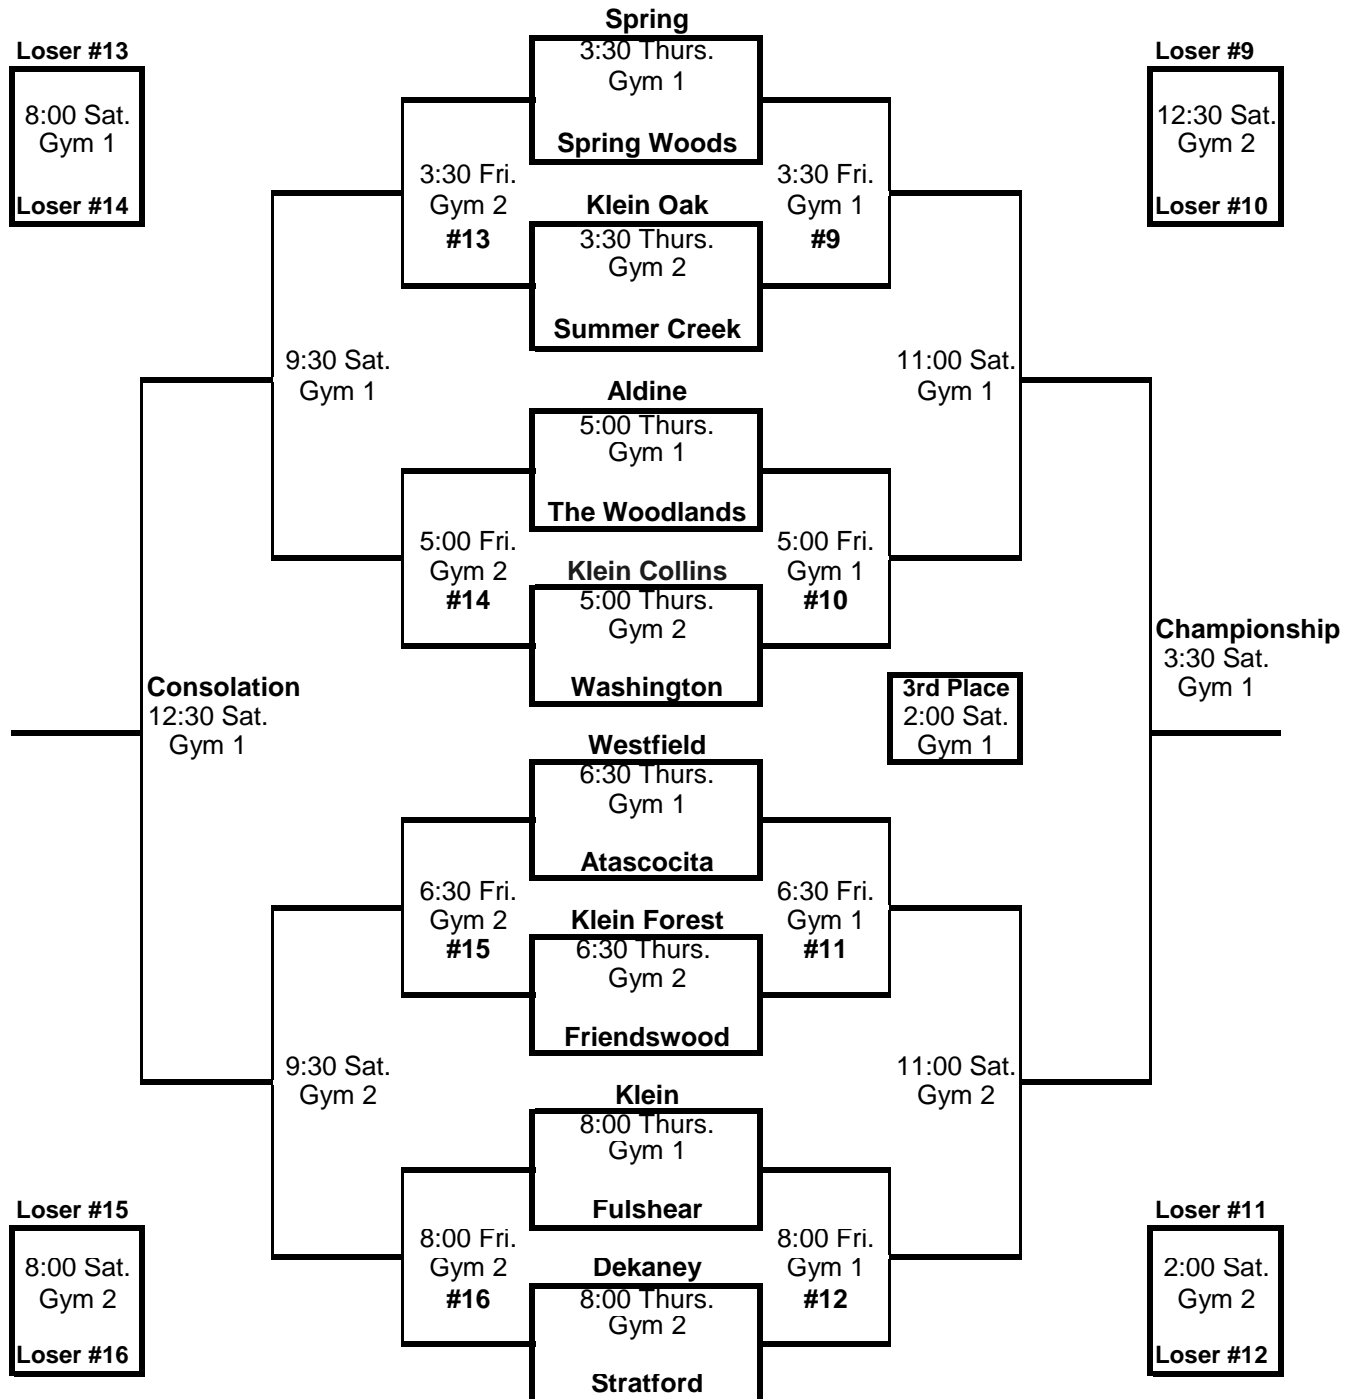 Spring
Loser #13
3:30 Thurs.
Gym 1
Loser #9
8:00 Sat.
Gym 1
12:30 Sat.
Gym 2
Spring Woods
3:30 Fri.
Gym 2
#13
3:30 Fri.
Gym 1
#9
Loser #14
Klein Oak
Loser #10
3:30 Thurs.
Gym 2
Summer Creek
9:30 Sat.
Gym 1
11:00 Sat.
Gym 1
Aldine
5:00 Thurs.
Gym 1
The Woodlands
5:00 Fri.
Gym 2
#14
5:00 Fri.
Gym 1
#10
Klein Collins
5:00 Thurs.
Gym 2
Washington
Championship
3:30 Sat.
Gym 1
Consolation
12:30 Sat.
Gym 1
3rd Place
2:00 Sat.
Gym 1
Westfield
6:30 Thurs.
Gym 1
Atascocita
6:30 Fri.
Gym 2
#15
6:30 Fri.
Gym 1
#11
Klein Forest
6:30 Thurs.
Gym 2
Friendswood
9:30 Sat.
Gym 2
11:00 Sat.
Gym 2
Klein
8:00 Thurs.
Gym 1
Fulshear
Loser #15
8:00 Sat.
Gym 2
Loser #16
8:00 Fri.
Gym 2
#16
Dekaney
8:00 Thurs.
Gym 2
Stratford
8:00 Fri.
Gym 1
#12
Loser #11
2:00 Sat.
Gym 2
Loser #12